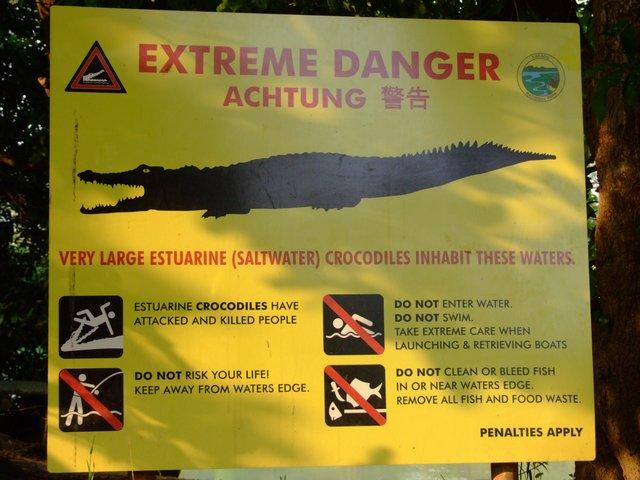 EXTREME DANGER
ACHTUNG 警告
VERY LARGE ESTUARINE (SALTWATER) CROCODILES INHABIT THESE WATERS.
ESTUARINE CROCODILES HAVE
ATTACKED AND KILLED PEOPLE
DO NOT RISK YOUR LIFE!
KEEP AWAY FROM WATERS EDGE.
DO NOT ENTER WATER.
DO NOT SWIM.
TAKE EXTREME CARE WHEN
LAUNCHING & RETRIEVING BOATS
DO NOT CLEAN OR BLEED FISH
IN OR NEAR WATERS EDGE.
REMOVE ALL FISH AND FOOD WASTE.
PENALTIES APPLY